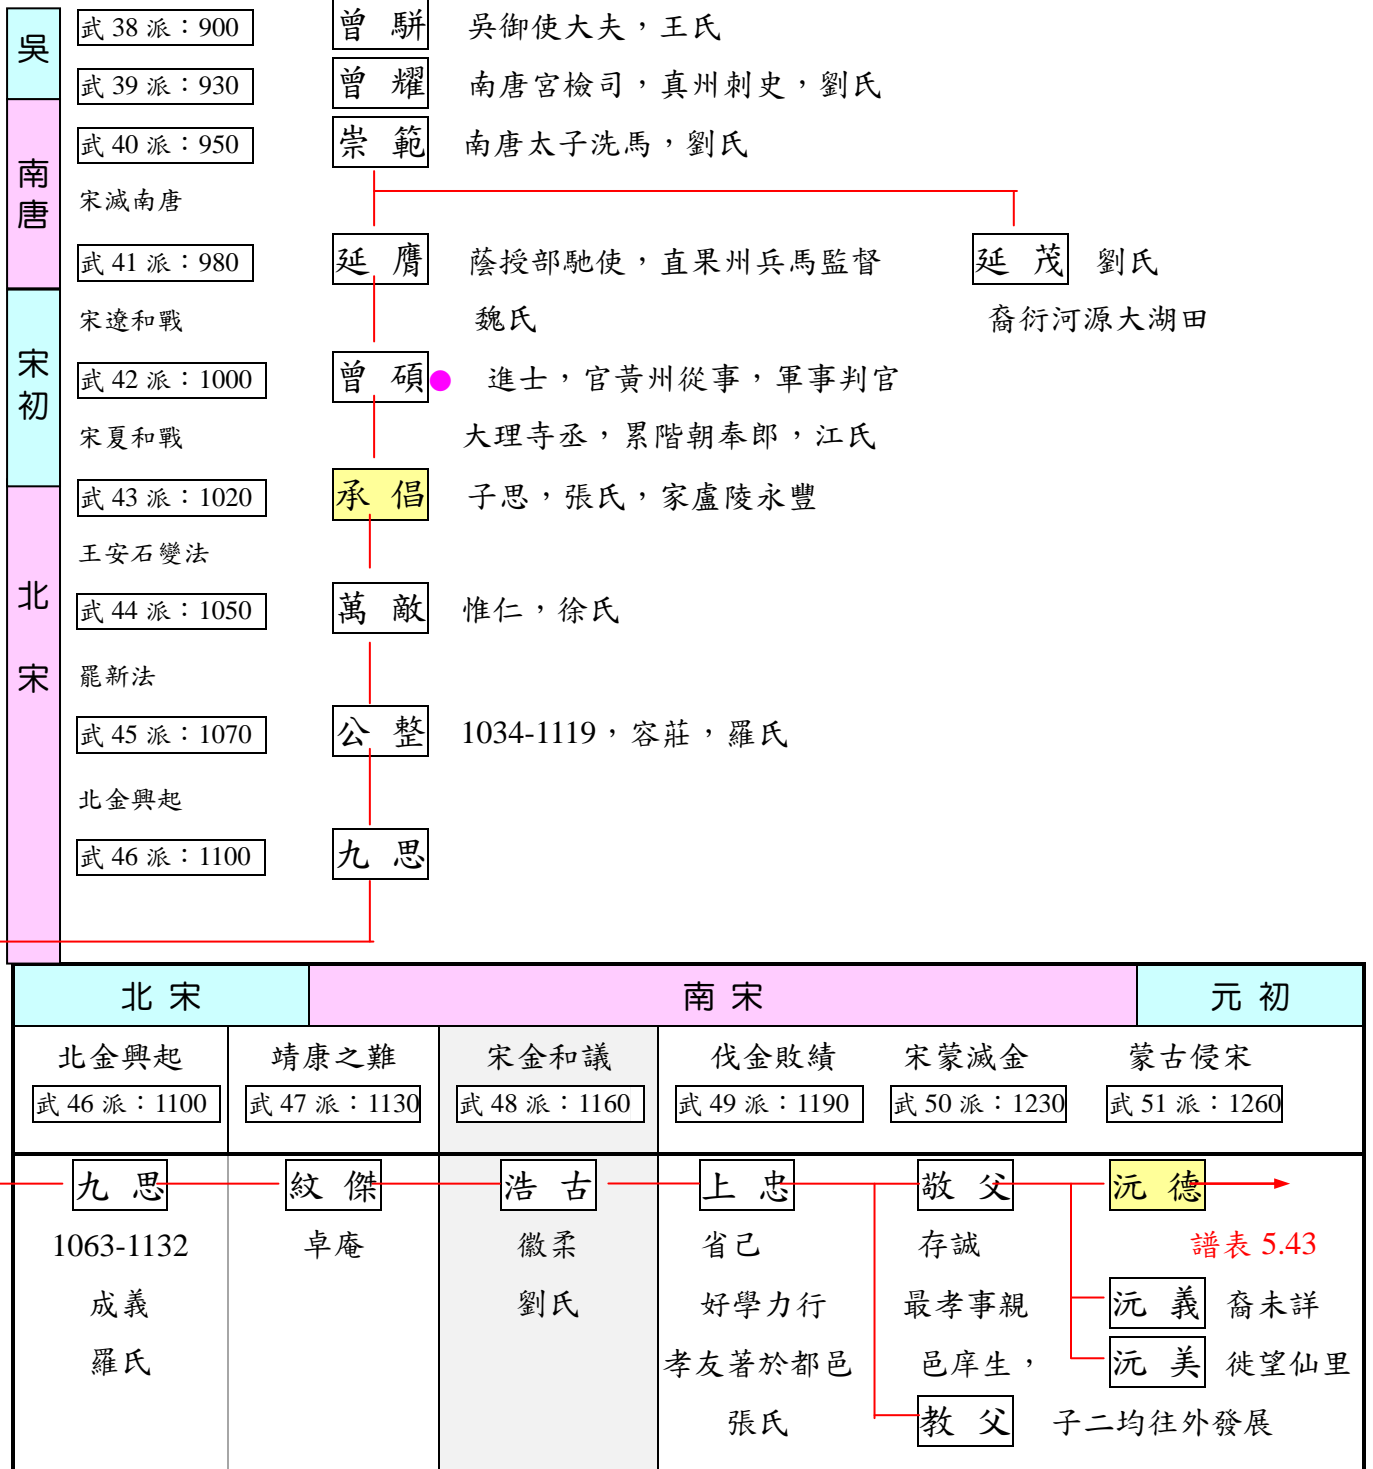 吳
武 38 派：900
曾 駢
吳御使大夫，王氏
武 39 派：930
曾 耀
南唐宮檢司，真州刺史，劉氏
南唐
武 40 派：950
崇 範
南唐太子洗馬，劉氏
宋滅南唐
武 41 派：980
延 膺
蔭授部馳使，直果州兵馬監督
延 茂
劉氏
宋初
宋遼和戰
魏氏
裔衍河源大湖田
武 42 派：1000
曾 碩
進士，官黃州從事，軍事判官
宋夏和戰
大理寺丞，累階朝奉郎，江氏
北宋
武 43 派：1020
承 倡
子思，張氏，家盧陵永豐
王安石變法
武 44 派：1050
萬 敵
惟仁，徐氏
罷新法
武 45 派：1070
公 整
1034-1119，容莊，羅氏
北金興起
武 46 派：1100
九 思
北宋
南宋
元初
北金興起
靖康之難
宋金和議
伐金敗績
宋蒙滅金
蒙古侵宋
武 46 派：1100
武 47 派：1130
武 48 派：1160
武 49 派：1190
武 50 派：1230
武 51 派：1260
九 思
紋 傑
浩 古
上 忠
敬 父
沅 德
1063-1132
卓庵
徽柔
省己
存誠
譜表 5.43
成義
劉氏
好學力行
最孝事親
沅 義
裔未詳
羅氏
孝友著於都邑
邑庠生，
沅 美
徙望仙里
張氏
教 父
子二均往外發展